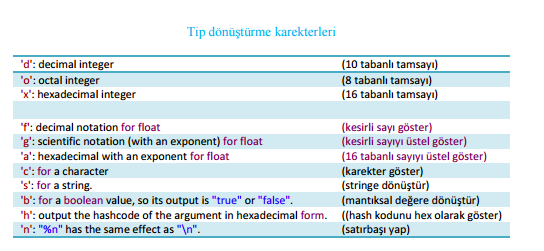 Tip dönüştürme karekterleri
'd': decimal integer (10 tabanlı tamsayı)
'o': octal integer (8 tabanlı tamsayı)
'x': hexadecimal integer (16 tabanlı tamsayı)
'f': decimal notation for float (kesirli sayı göster)
'g': scientific notation (with an exponent) for float (kesirli sayıyı üstel göster)
'a': hexadecimal with an exponent for float (16 tabanlı sayıyı üstel göster)
'c': for a character (karekter göster)
's': for a string. (stringe dönüştür)
'b': for a boolean value, so its output is "true" or "false". (mantıksal değere dönüştür)
'h': output the hashcode of the argument in hexadecimal form. ((hash kodunu hex olarak göster)
'n': "%n" has the same effect as "\n". (satırbaşı yap)